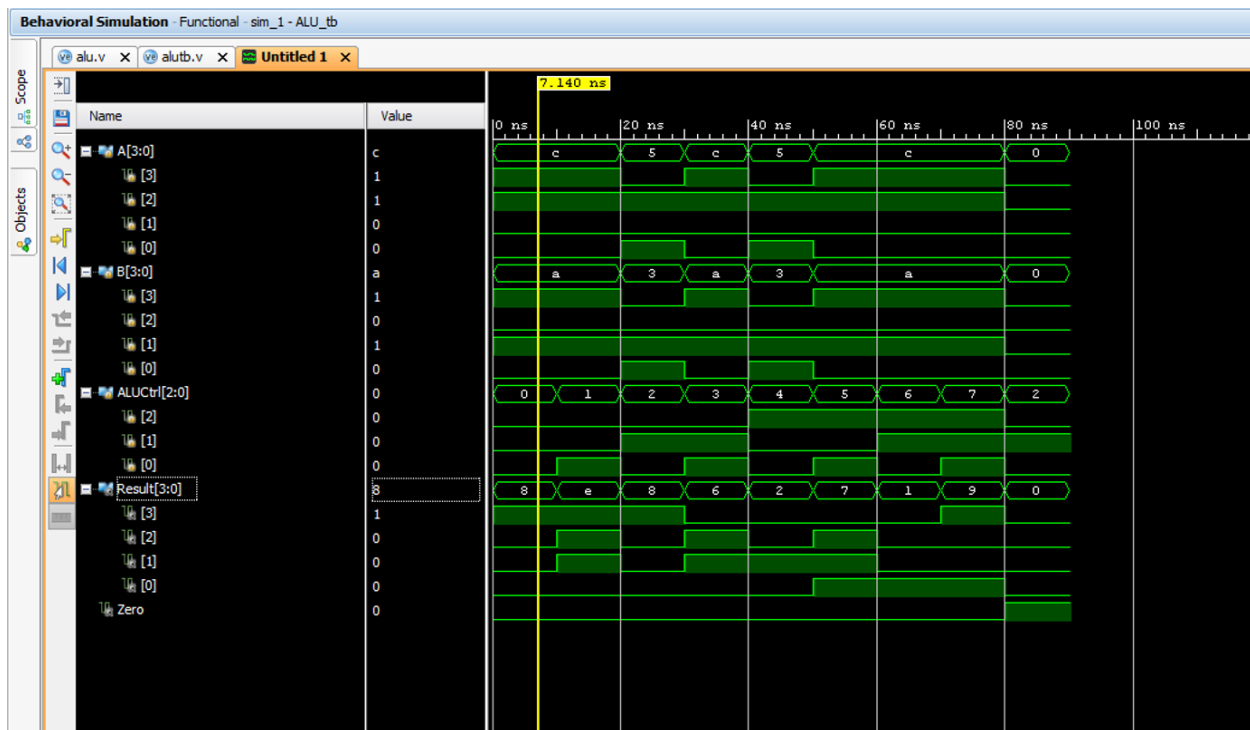 Behavioral Simulation - Functional - sim_1 - ALU_tb
Scope
Objects
alu.v alutb.v Untitled 1
7.140 ns
Name Value
0 ns 20 ns 40 ns 60 ns 80 ns 100 ns
A[3:0] c c 5 c 5 c 0
[3] 1
[2] 1
[1] 0
[0] 0
B[3:0] a a 3 a 3 a 0
[3] 1
[2] 0
[1] 1
[0] 0
ALUCtrl[2:0] 0 0 1 2 3 4 5 6 7 2
[2] 0
[1] 0
[0] 0
Result[3:0] 8 8 e 8 6 2 7 1 9 0
[3] 1
[2] 0
[1] 0
[0] 0
Zero 0